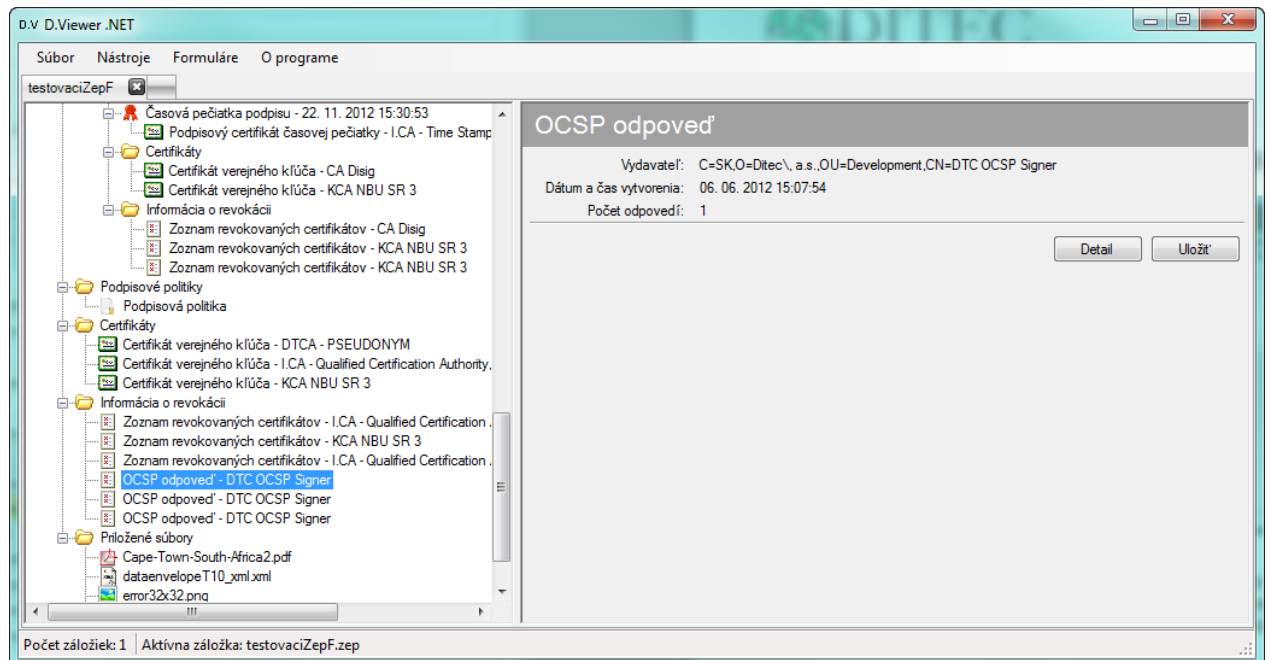 D.V D.Viewer .NET
DITEC
Súbor Nástroje Formuláre O programe
testovaciZepF
Časová pečiatka podpisu - 22. 11. 2012 15:30:53
Podpisový certifikát časovej pečiatky - I.CA - Time Stamp
Certifikáty
Certifikát verejného kľúča - CA Disig
Certifikát verejného kľúča - KCA NBU SR 3
Informácia o revokácii
Zoznam revokovaných certifikátov - CA Disig
Zoznam revokovaných certifikátov - KCA NBU SR 3
Zoznam revokovaných certifikátov - KCA NBU SR 3
Podpisové politiky
Podpisová politika
Certifikáty
Certifikát verejného kľúča - DTCA - PSEUDONYM
Certifikát verejného kľúča - I.CA - Qualified Certification Authority,
Certifikát verejného kľúča - KCA NBU SR 3
Informácia o revokácii
Zoznam revokovaných certifikátov - I.CA - Qualified Certification
Zoznam revokovaných certifikátov - KCA NBU SR 3
Zoznam revokovaných certifikátov - I.CA - Qualified Certification
OCSP odpoveď - DTC OCSP Signer
OCSP odpoveď - DTC OCSP Signer
OCSP odpoveď - DTC OCSP Signer
Priložené súbory
Cape-Town-South-Africa2.pdf
dataenvelopeT10_xml.xml
error32x32.png
OCSP odpoveď
Vydavateľ: C=SK,O=Ditec\, a.s.,OU=Development,CN=DTC OCSP Signer
Dátum a čas vytvorenia: 06. 06. 2012 15:07:54
Počet odpovedí: 1
Detail Uložiť
Počet záložiek: 1 Aktívna záložka: testovaciZepF.zep